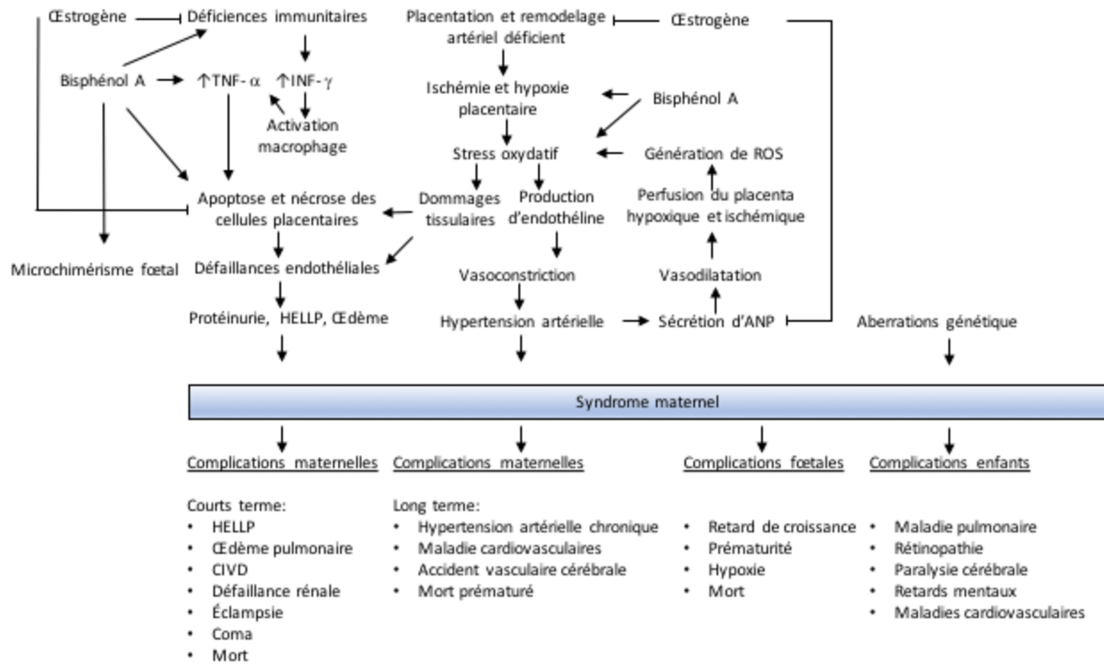 Œstrogène
Déficiences immunitaires
Placentation et remodelage
artériel déficient
Œstrogène
Bisphénol A
↑TNF- α
↑INF- γ
Activation
macrophage
Ischémie et hypoxie
placentaire
Bisphénol A
Stress oxydatif
Génération de ROS
Apoptose et nécrose des
cellules placentaires
Dommages
tissulaires
Production
d'endothéline
Perfusion du placenta
hypoxique et ischémique
Microchimérisme fœtal
Défaillances endothéliales
Vasoconstriction
Vasodilatation
Protéinurie, HELLP, Œdème
Hypertension artérielle
Sécrétion d'ANP
Aberrations génétique
Syndrome maternel
Complications maternelles
Courts terme:
• HELLP
• Œdème pulmonaire
• CIVD
• Défaillance rénale
• Éclampsie
• Coma
• Mort
Complications maternelles
Long terme:
• Hypertension artérielle chronique
• Maladie cardiovasculaires
• Accident vasculaire cérébrale
• Mort prématuré
Complications fœtales
• Retard de croissance
• Prématurité
• Hypoxie
• Mort
Complications enfants
• Maladie pulmonaire
• Rétinopathie
• Paralysie cérébrale
• Retards mentaux
• Maladies cardiovasculaires